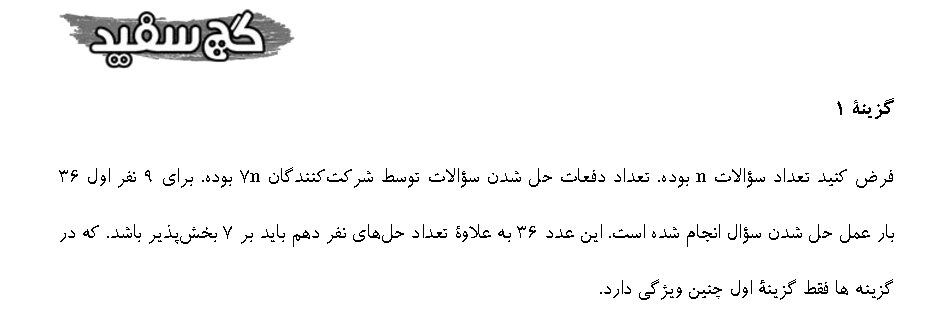 گچ سفید
گزینهٔ ۱
فرض کنید تعداد سؤالات n بوده. تعداد دفعات حل شدن سؤالات توسط شرکت‌کنندگان ۷n بوده. برای ۹ نفر اول ۳۶
بار عمل حل شدن سؤال انجام شده است. این عدد ۳۶ به علاوهٔ تعداد حل‌های نفر دهم باید بر ۷ بخش‌پذیر باشد. که در
گزینه ها فقط گزینهٔ اول چنین ویژگی دارد.